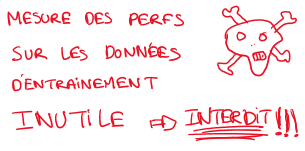 MESURE DES PERFS
SUR LES DONNÉES
D'ENTRAINEMENT
INUTILE => INTERDIT!!!